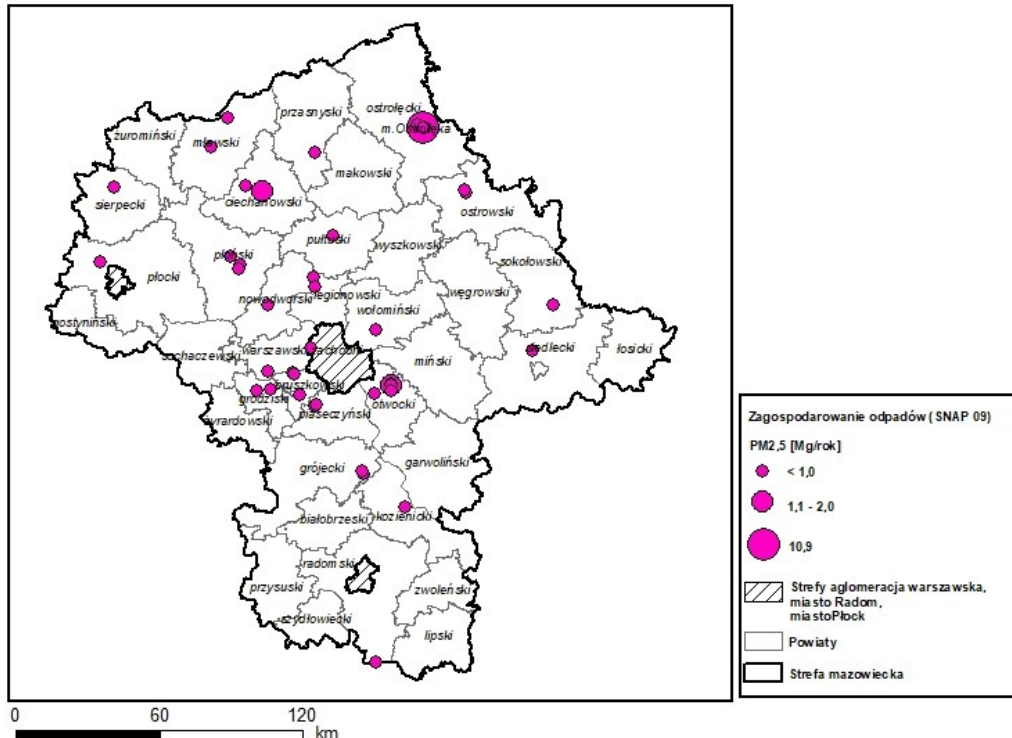 ostrołęcki
przasnyski
m.Ostrołęka
żuromiński
mławski
makowski
sierpecki
ciechanowski
ostrowski
pułtuski
wyszkowski
płoński
sokołowski
płocki
węgrowski
nowodworski
legionowski
wołomiński
gostyniński
sochaczewski
warszawski zachodni
miński
siedlecki
łosicki
pruszkowski
grodziski
otwocki
piaseczyński
żyrardowski
grójecki
garwoliński
białobrzeski
kozienicki
radomski
przysuski
zwoleński
szydłowiecki
lipski
Zagospodarowanie odpadów ( SNAP 09)
PM2,5 [Mg/rok]
< 1,0
1,1 - 2,0
10,9
Strefy aglomeracja warszawska,
miasto Radom,
miastoPłock
Powiaty
Strefa mazowiecka
0 60 120
km